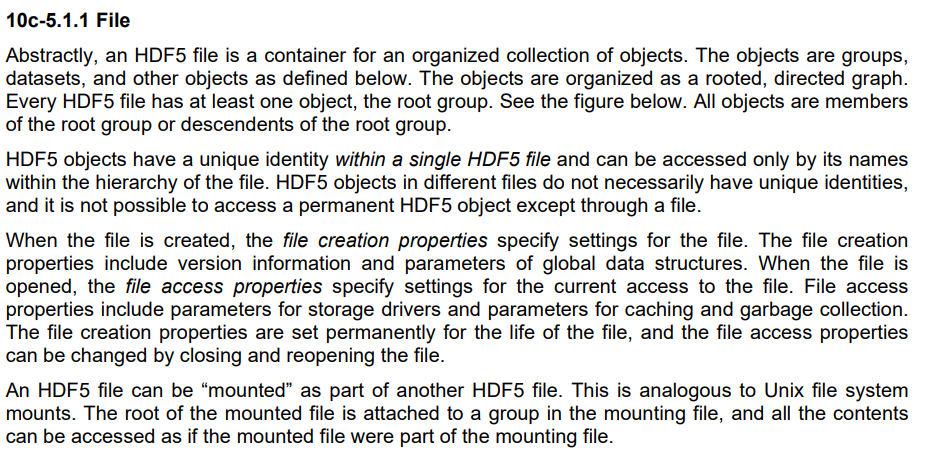 10c-5.1.1 File
Abstractly, an HDF5 file is a container for an organized collection of objects. The objects are groups,
datasets, and other objects as defined below. The objects are organized as a rooted, directed graph.
Every HDF5 file has at least one object, the root group. See the figure below. All objects are members
of the root group or descendents of the root group.
HDF5 objects have a unique identity within a single HDF5 file and can be accessed only by its names
within the hierarchy of the file. HDF5 objects in different files do not necessarily have unique identities,
and it is not possible to access a permanent HDF5 object except through a file.
When the file is created, the file creation properties specify settings for the file. The file creation
properties include version information and parameters of global data structures. When the file is
opened, the file access properties specify settings for the current access to the file. File access
properties include parameters for storage drivers and parameters for caching and garbage collection.
The file creation properties are set permanently for the life of the file, and the file access properties
can be changed by closing and reopening the file.
An HDF5 file can be “mounted” as part of another HDF5 file. This is analogous to Unix file system
mounts. The root of the mounted file is attached to a group in the mounting file, and all the contents
can be accessed as if the mounted file were part of the mounting file.